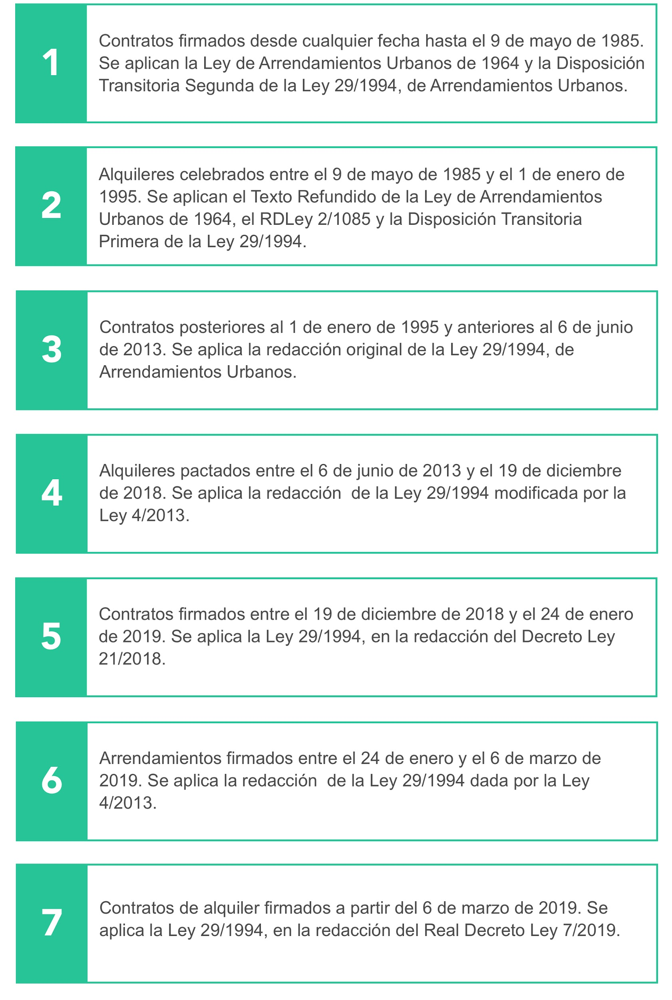 1
Contratos firmados desde cualquier fecha hasta el 9 de mayo de 1985.
Se aplican la Ley de Arrendamientos Urbanos de 1964 y la Disposición
Transitoria Segunda de la Ley 29/1994, de Arrendamientos Urbanos.
2
Alquileres celebrados entre el 9 de mayo de 1985 y el 1 de enero de
1995. Se aplican el Texto Refundido de la Ley de Arrendamientos
Urbanos de 1964, el RDLey 2/1085 y la Disposición Transitoria
Primera de la Ley 29/1994.
3
Contratos posteriores al 1 de enero de 1995 y anteriores al 6 de junio
de 2013. Se aplica la redacción original de la Ley 29/1994, de
Arrendamientos Urbanos.
4
Alquileres pactados entre el 6 de junio de 2013 y el 19 de diciembre
de 2018. Se aplica la redacción  de la Ley 29/1994 modificada por la
Ley 4/2013.
5
Contratos firmados entre el 19 de diciembre de 2018 y el 24 de enero
de 2019. Se aplica la Ley 29/1994, en la redacción del Decreto Ley
21/2018.
6
Arrendamientos firmados entre el 24 de enero y el 6 de marzo de
2019. Se aplica la redacción  de la Ley 29/1994 dada por la Ley
4/2013.
7
Contratos de alquiler firmados a partir del 6 de marzo de 2019. Se
aplica la Ley 29/1994, en la redacción del Real Decreto Ley 7/2019.